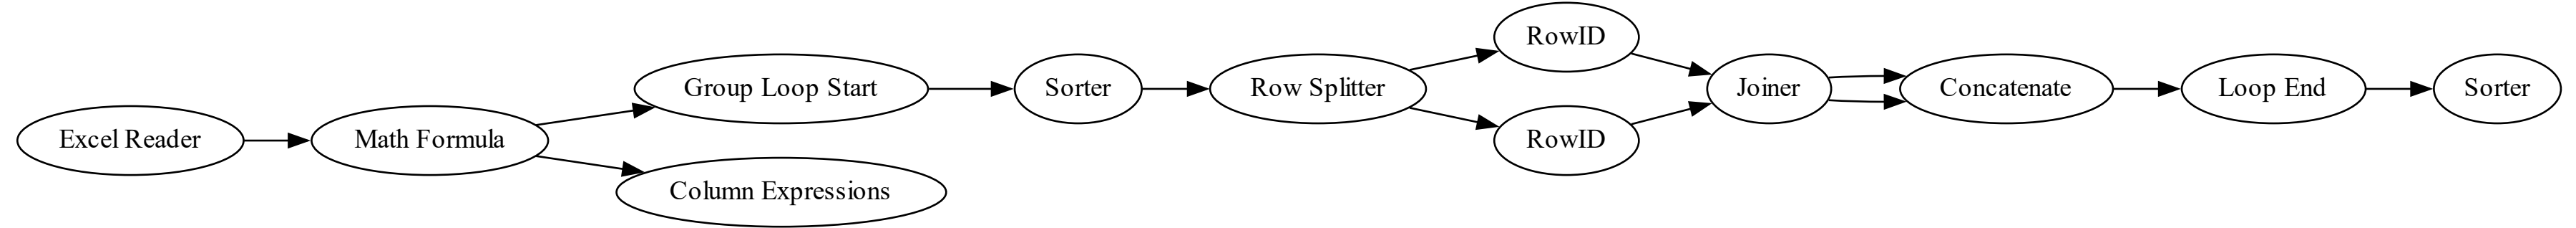 Excel Reader
Math Formula
Group Loop Start
Column Expressions
Sorter
Row Splitter
RowID
RowID
Joiner
Concatenate
Loop End
Sorter